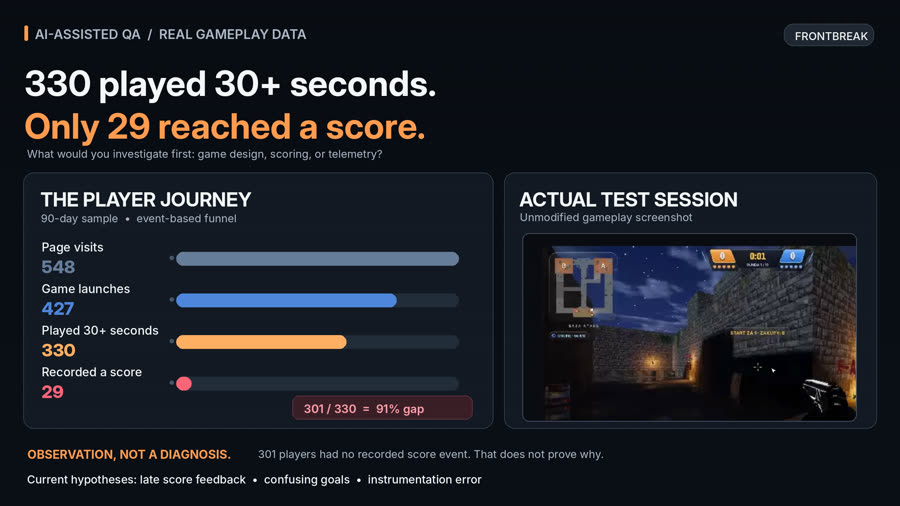 AI-ASSISTED QA / REAL GAMEPLAY DATA
FRONTBREAK
330 played 30+ seconds.
Only 29 reached a score.
What would you investigate first: game design, scoring, or telemetry?
THE PLAYER JOURNEY
90-day sample • event-based funnel
Page visits
548
Game launches
427
Played 30+ seconds
330
Recorded a score
29
301 / 330 = 91% gap
ACTUAL TEST SESSION
Unmodified gameplay screenshot
B A
0 0:01 0
OBSERVATION, NOT A DIAGNOSIS. 301 players had no recorded score event. That does not prove why.
Current hypotheses: late score feedback • confusing goals • instrumentation error